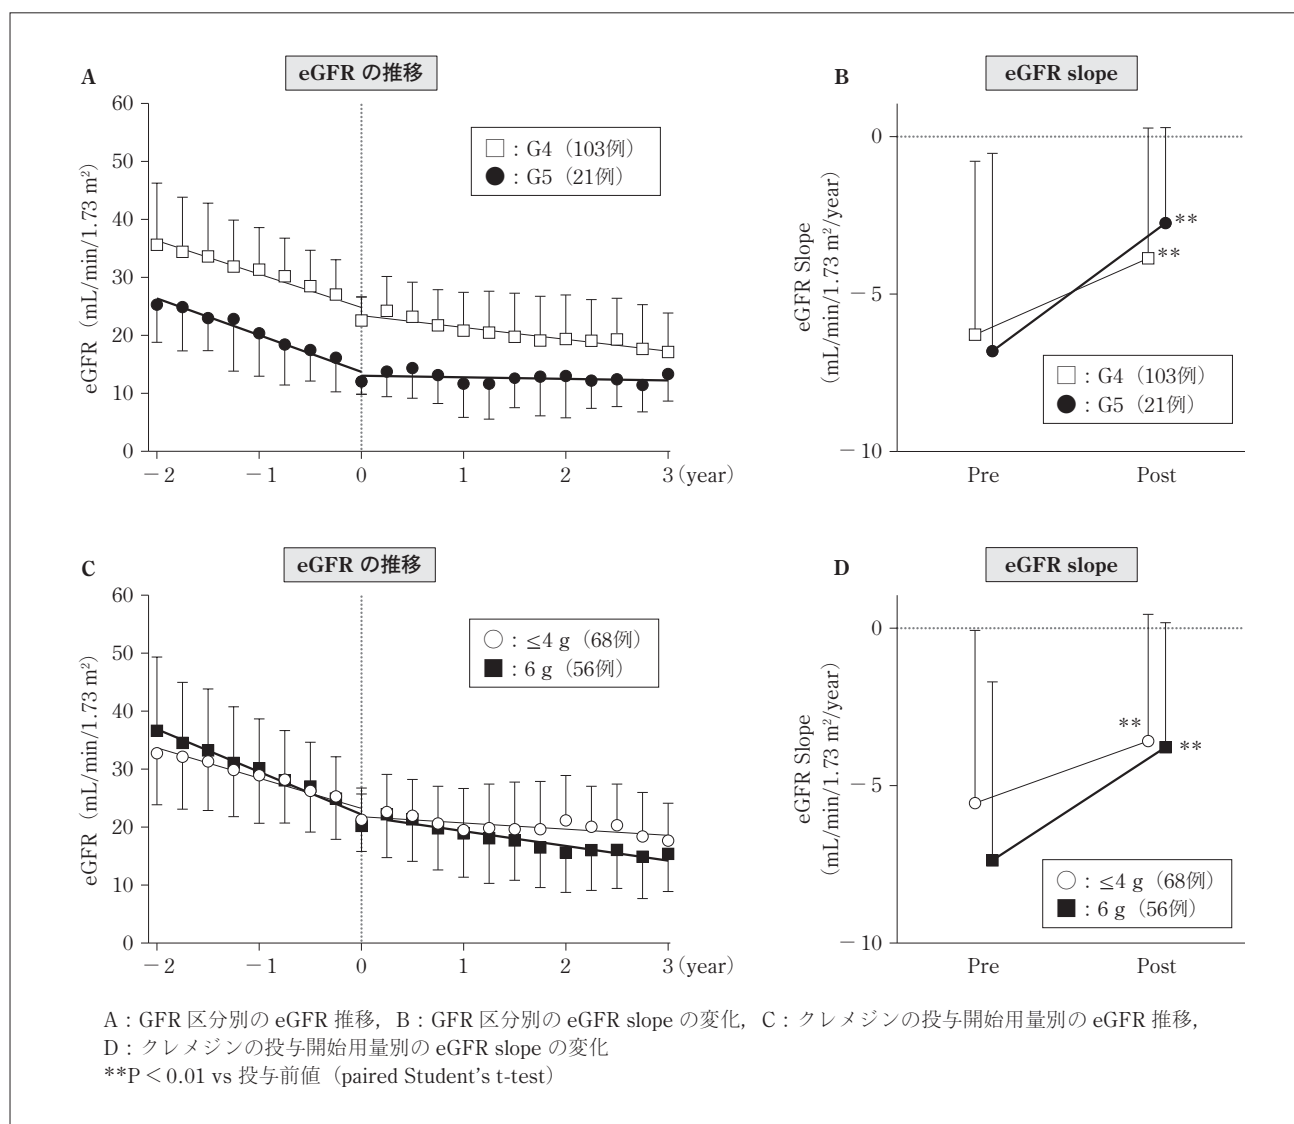 A
eGFR の推移
60
50
40
30
20
10
0
eGFR (mL/min/1.73 m²)
□：G4（103例）
●：G5（21例）
－2
－1
0
1
2
3 (year)
B
eGFR slope
0
－5
－10
eGFR Slope
(mL/min/1.73 m²/year)
**
**
□：G4（103例）
●：G5（21例）
Pre
Post
C
eGFR の推移
60
50
40
30
20
10
0
eGFR (mL/min/1.73 m²)
○：≤4 g（68例）
■：6 g（56例）
－2
－1
0
1
2
3 (year)
D
eGFR slope
0
－5
－10
eGFR Slope
(mL/min/1.73 m²/year)
**
**
○：≤4 g（68例）
■：6 g（56例）
Pre
Post
A：GFR 区分別の eGFR 推移，B：GFR 区分別の eGFR slope の変化，C：クレメジンの投与開始用量別の eGFR 推移，
D：クレメジンの投与開始用量別の eGFR slope の変化
**P＜0.01 vs 投与前値（paired Student's t-test）